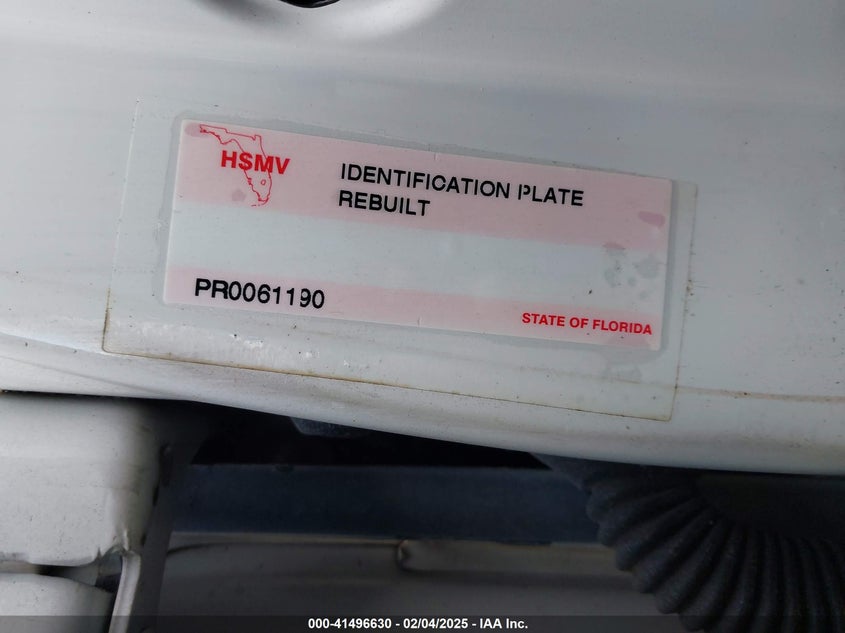 HSMV
IDENTIFICATION PLATE
REBUILT
PR0061190
STATE OF FLORIDA
000-41496630 - 02/04/2025 - IAA Inc.